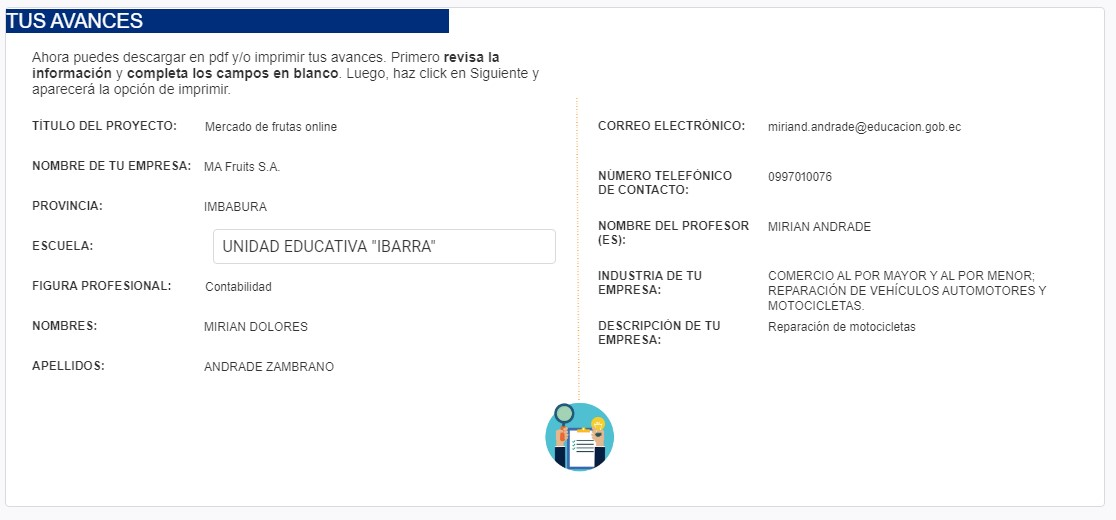 TUS AVANCES
Ahora puedes descargar en pdf y/o imprimir tus avances. Primero revisa la
información y completa los campos en blanco. Luego, haz click en Siguiente y
aparecerá la opción de imprimir.
TÍTULO DEL PROYECTO: Mercado de frutas online
NOMBRE DE TU EMPRESA: MA Fruits S.A.
PROVINCIA: IMBABURA
ESCUELA: UNIDAD EDUCATIVA "IBARRA"
FIGURA PROFESIONAL: Contabilidad
NOMBRES: MIRIAN DOLORES
APELLIDOS: ANDRADE ZAMBRANO
CORREO ELECTRÓNICO: miriand.andrade@educacion.gob.ec
NÚMERO TELEFÓNICO 0997010076
DE CONTACTO:
NOMBRE DEL PROFESOR MIRIAN ANDRADE
(ES):
INDUSTRIA DE TU COMERCIO AL POR MAYOR Y AL POR MENOR;
EMPRESA: REPARACIÓN DE VEHÍCULOS AUTOMOTORES Y
MOTOCICLETAS.
DESCRIPCIÓN DE TU Reparación de motocicletas
EMPRESA: